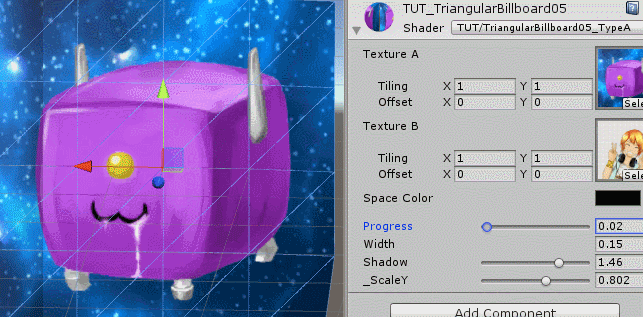 TUT_TriangularBillboard05
Shader TUT/TriangularBillboard05_TypeA
Texture A
Tiling X 1 Y 1
Offset X 0 Y 0
Sele
Texture B
Tiling X 1 Y 1
Offset X 0 Y 0
Sele
Space Color
Progress 0.02
Width 0.15
Shadow 1.46
_ScaleY 0.802
Add Component